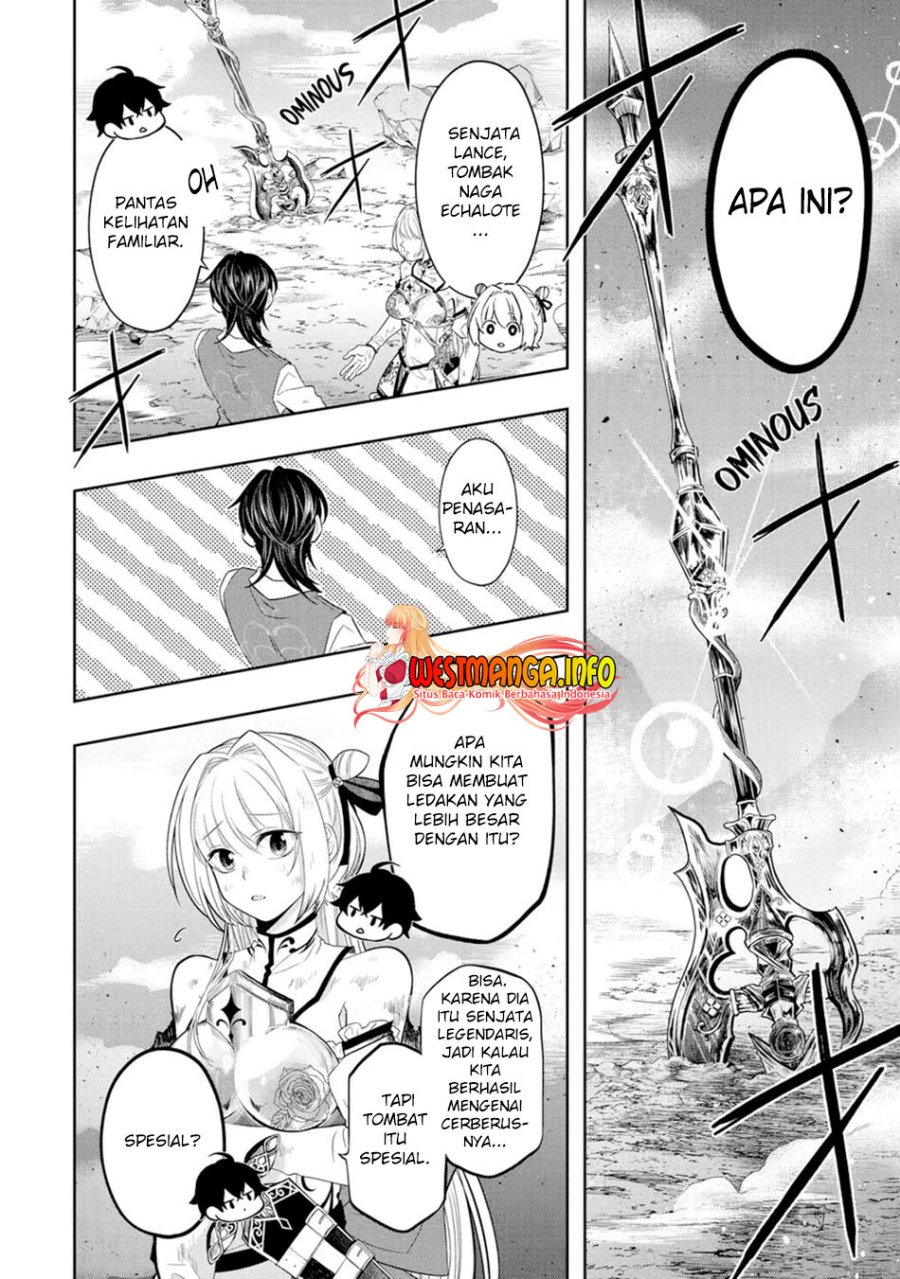 APA INI?
OMINOUS
SENJATA
LANCE,
TOMBAK
NAGA
ECHALOTE
...
OMINOUS
OH
PANTAS
KELIHATAN
FAMILIAR.
AKU
PENASA-
RAN...
WESTMANGA.INFO
Situs Baca Komik Berbahasa Indonesia
APA
MUNGKIN KITA
BISA MEMBUAT
LEDAKAN YANG
LEBIH BESAR
DENGAN ITU?
BISA.
KARENA DIA
ITU SENJATA
LEGENDARIS,
JADI KALAU
KITA
BERHASIL
MENGENAI
CERBERUS-
NYA...
TAPI
TOMBAT
ITU
SPESIAL.
SPESIAL?